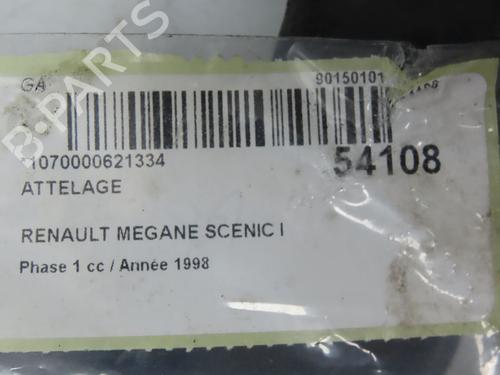 GA 90150101
1070000621334 54108
ATTELAGE
RENAULT MEGANE SCENIC I
Phase 1 cc / Année 1998
B-PARTS